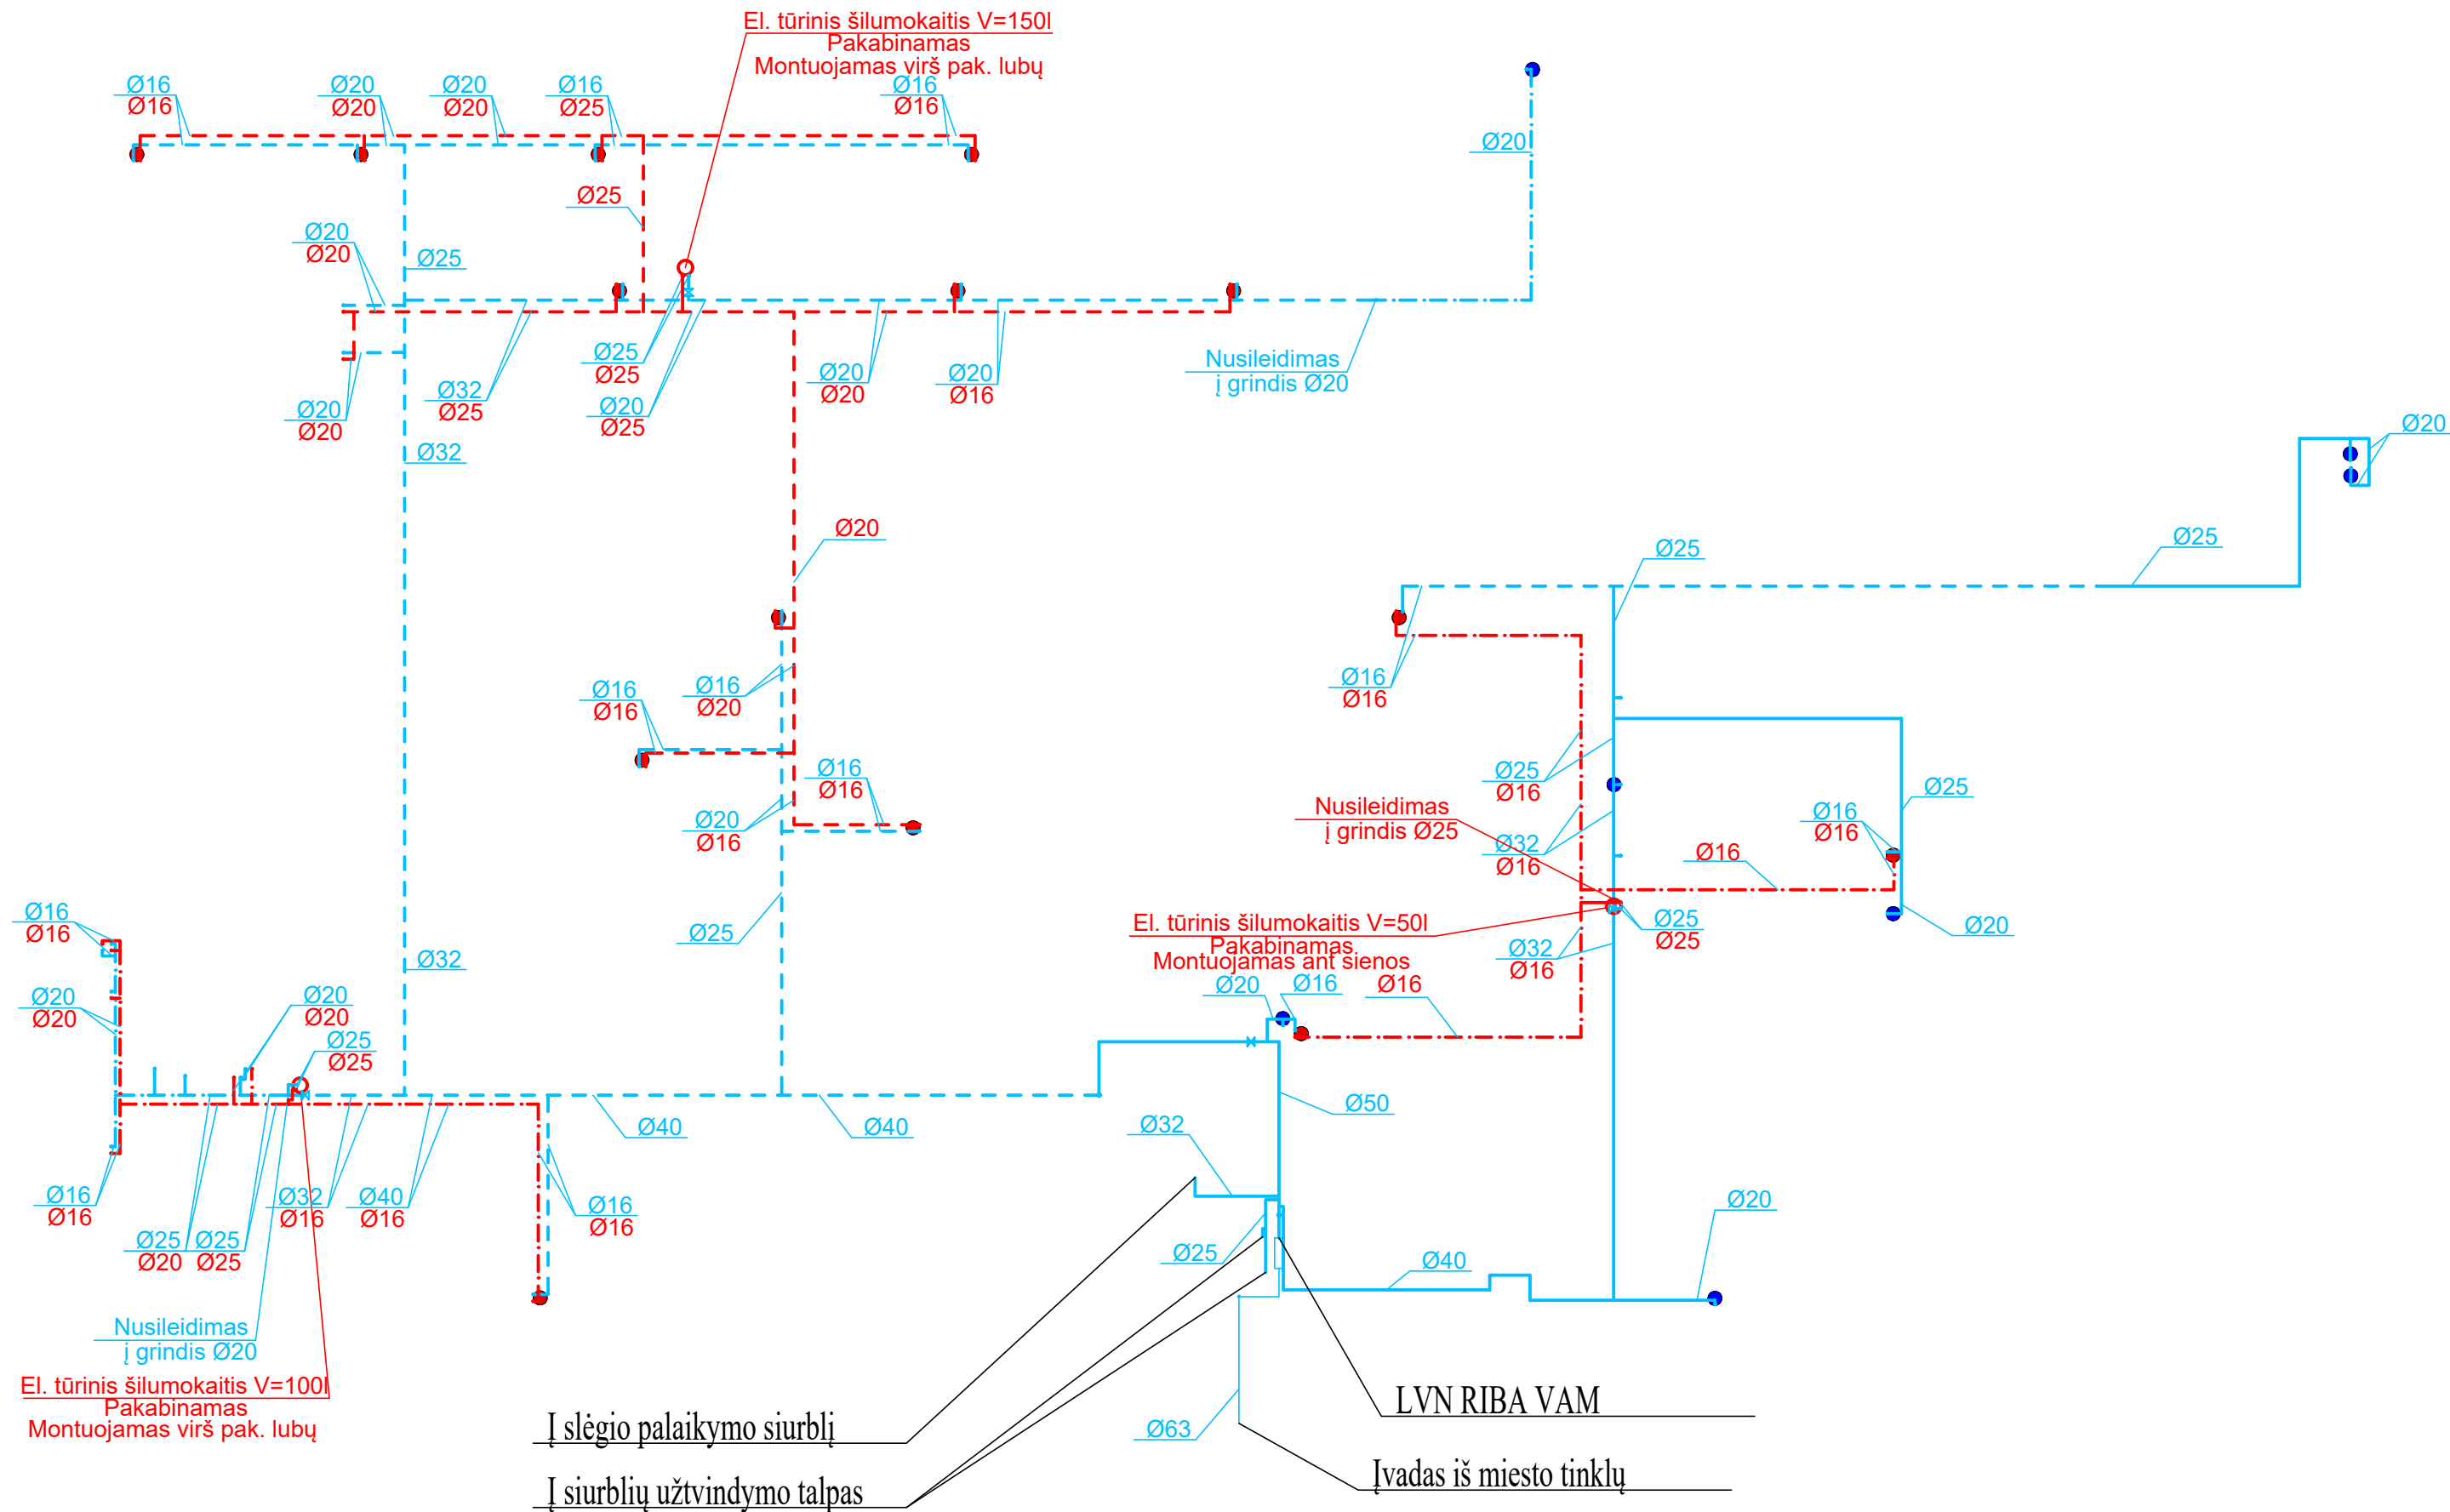 El. tūrinis šilumokaitis V=150l
Pakabinamas
Montuojamas virš pak. lubų
Ø16
Ø16
Ø20
Ø20
Ø20
Ø20
Ø16
Ø25
Ø16
Ø16
Ø20
Ø25
Ø20
Ø20
Ø25
Ø25
Ø25
Ø20
Ø25
Ø32
Ø25
Ø20
Ø20
Ø20
Ø20
Ø20
Ø16
Nusileidimas
į grindis Ø20
Ø32
Ø20
Ø20
Ø25
Ø25
Ø16
Ø16
Ø16
Ø20
Ø16
Ø16
Ø16
Ø16
Ø20
Ø16
Ø25
Ø16
Nusileidimas
į grindis Ø25
Ø32
Ø16
Ø25
Ø16
Ø16
Ø16
Ø20
Ø25
Ø25
Ø32
Ø16
El. tūrinis šilumokaitis V=50l
Pakabinamas
Montuojamas ant sienos
Ø20
Ø16
Ø16
Ø25
Ø32
Ø16
Ø16
Ø20
Ø20
Ø20
Ø20
Ø25
Ø25
Ø40
Ø40
Ø50
Ø32
Ø16
Ø16
Ø32
Ø16
Ø40
Ø16
Ø16
Ø16
Ø25
Ø20
Ø25
Ø25
Ø25
Ø40
Ø20
Nusileidimas
į grindis Ø20
El. tūrinis šilumokaitis V=100l
Pakabinamas
Montuojamas virš pak. lubų
Į slėgio palaikymo siurblį
Į siurblių užtvindymo talpas
LVN RIBA VAM
Ø63
Įvadas iš miesto tinklų